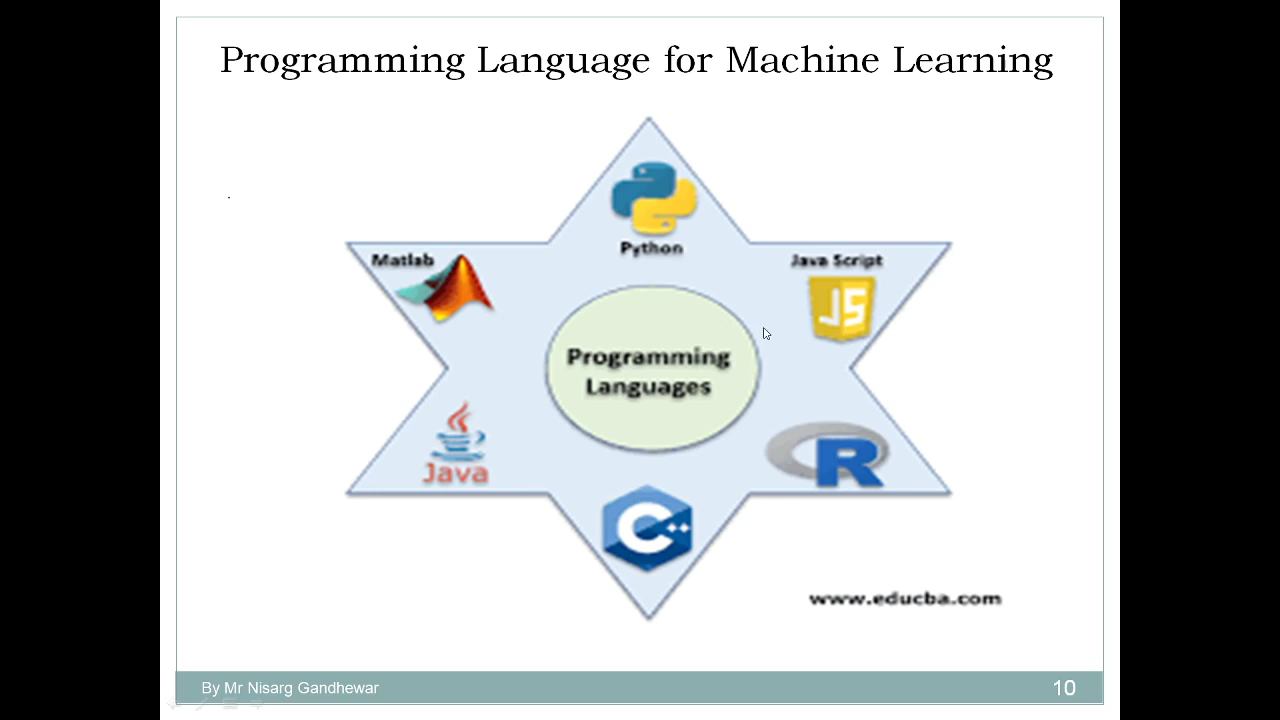 Programming Language for Machine Learning
Python
Matlab
Java Script
JS
Programming
Languages
Java
R
C++
www.educba.com
By Mr Nisarg Gandhewar
10